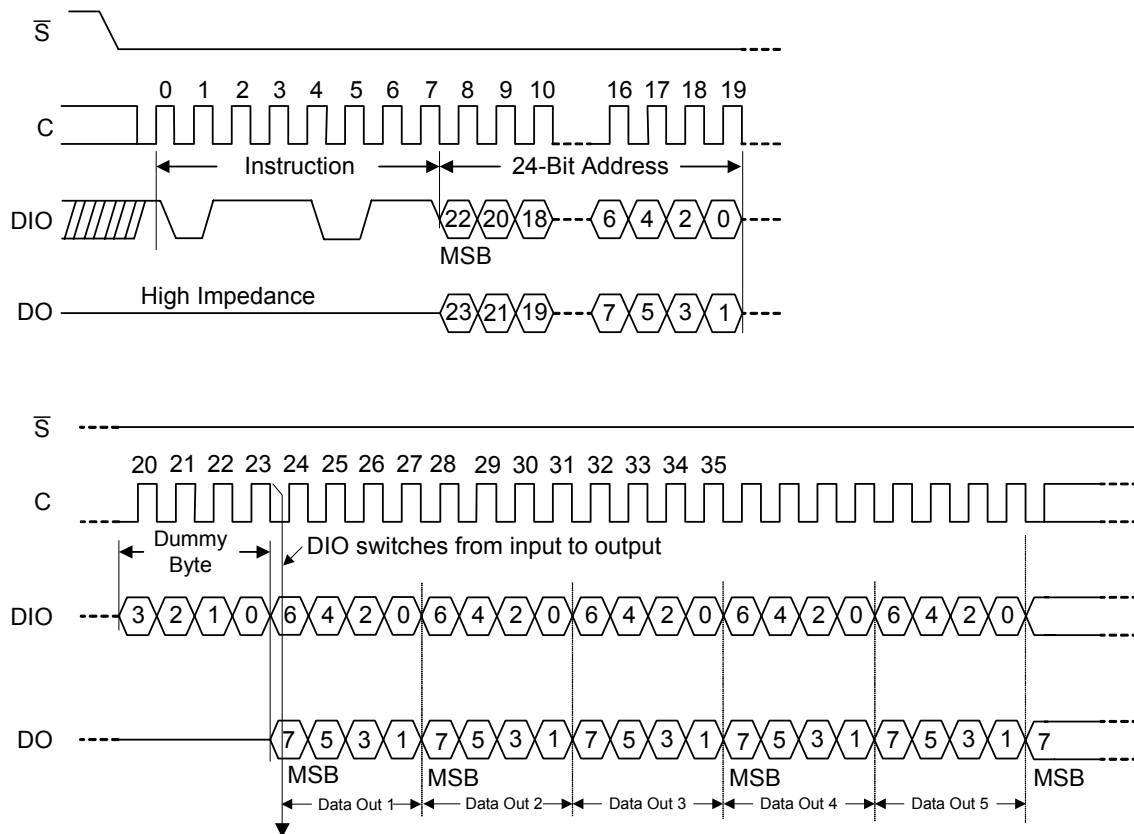 S
0 1 2 3 4 5 6 7 8 9 10 16 17 18 19
C
Instruction 24-Bit Address
DIO 22 20 18 6 4 2 0
MSB
High Impedance
DO 23 21 19 7 5 3 1
S
20 21 22 23 24 25 26 27 28 29 30 31 32 33 34 35
C
Dummy
Byte
DIO switches from input to output
DIO 3 2 1 0 6 4 2 0 6 4 2 0 6 4 2 0 6 4 2 0 6 4 2 0
DO 7 5 3 1 7 5 3 1 7 5 3 1 7 5 3 1 7 5 3 1 7
MSB MSB MSB MSB
Data Out 1 Data Out 2 Data Out 3 Data Out 4 Data Out 5